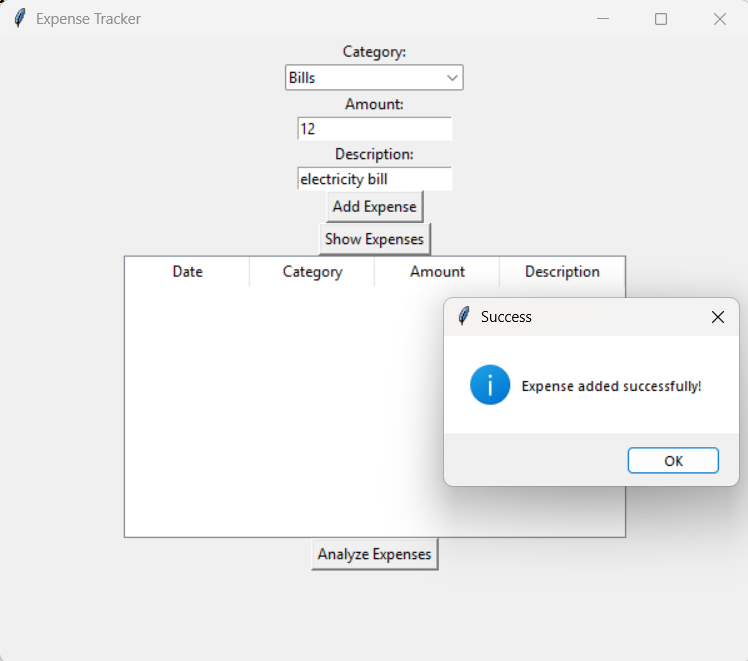 Expense Tracker
Category:
Bills
Amount:
12
Description:
electricity bill
Add Expense
Show Expenses
Date Category Amount Description
Success
Expense added successfully!
OK
Analyze Expenses